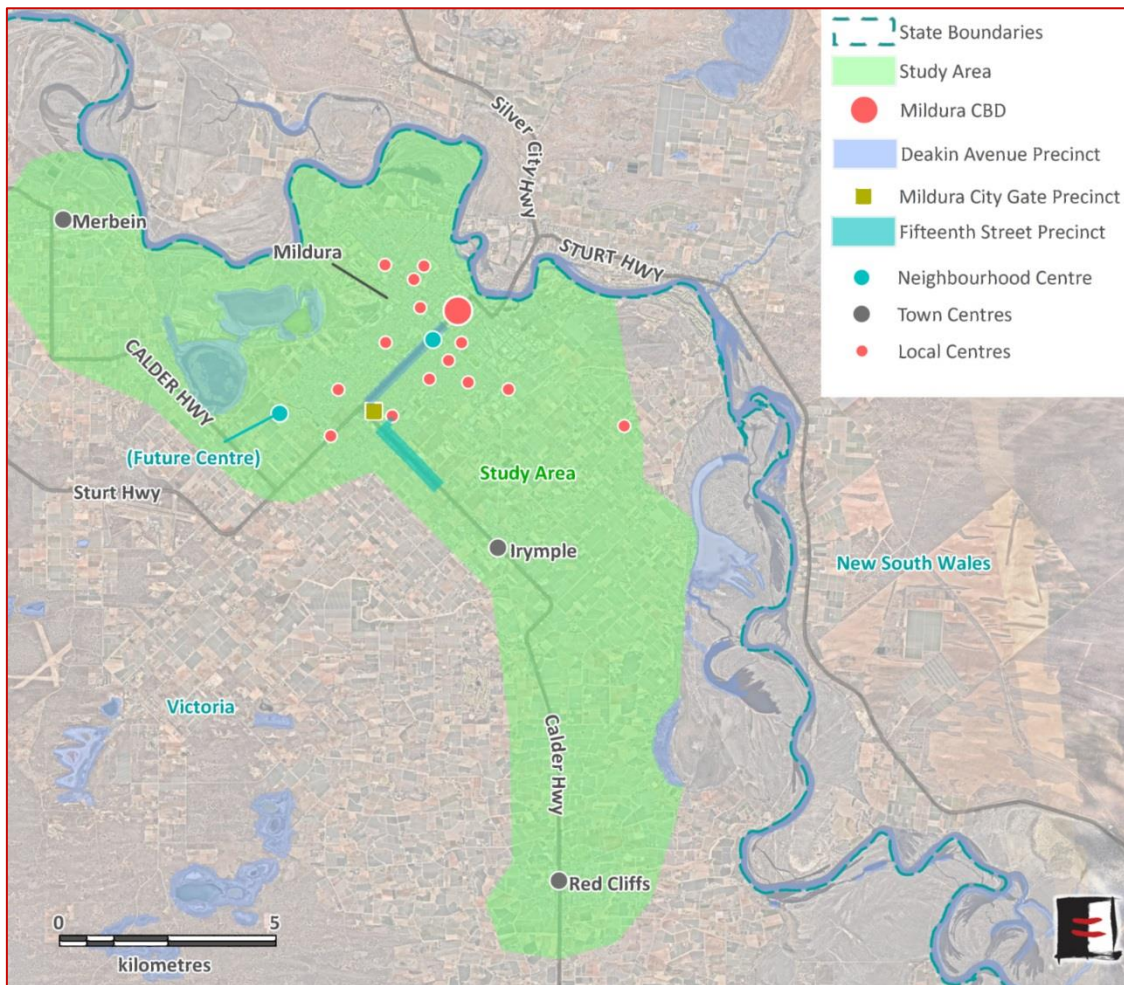 State Boundaries
Study Area
Mildura CBD
Deakin Avenue Precinct
Mildura City Gate Precinct
Fifteenth Street Precinct
Neighbourhood Centre
Town Centres
Local Centres
Silver City Hwy
Merbein
Mildura
STURT HWY
CALDER HWY
(Future Centre)
Sturt Hwy
Study Area
Irymple
New South Wales
Victoria
Calder Hwy
Red Cliffs
0 5
kilometres